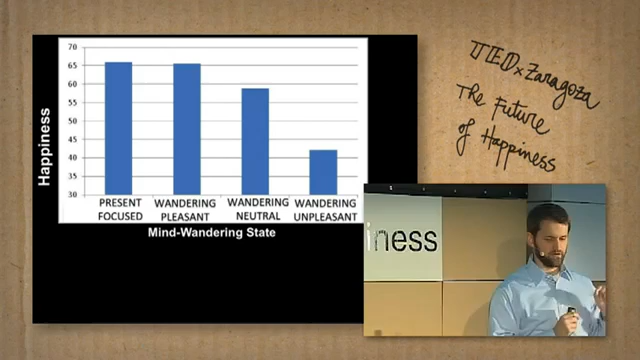 70
65
60
55
50
45
40
35
30
Happiness
PRESENT FOCUSED
WANDERING PLEASANT
WANDERING NEUTRAL
WANDERING UNPLEASANT
Mind-Wandering State
TEDxZaragoza
The Future
of Happiness
iness